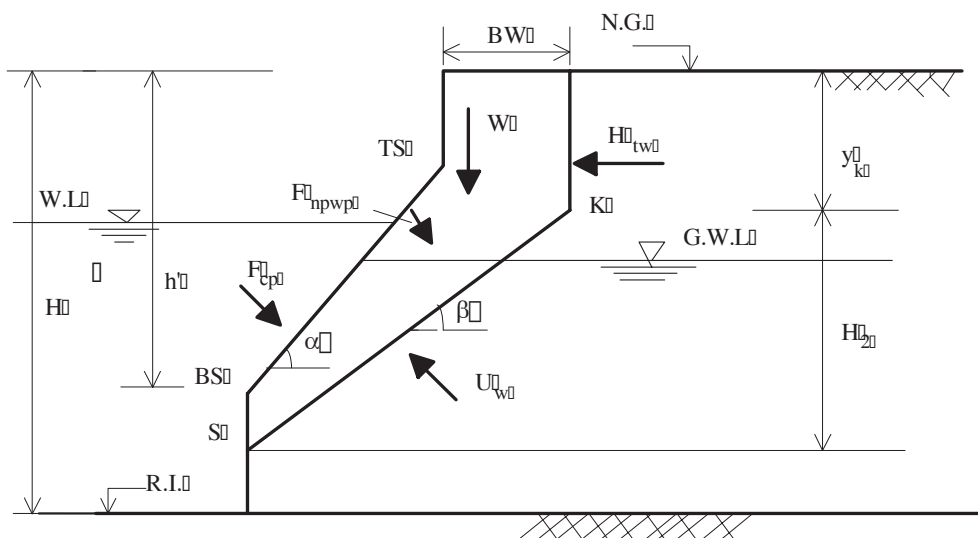 N.G.
BW
W
H tw
TS
y k
W.L
F npwp
K
G.W.L
F cp
h'
H
β
α
H 2
BS
U w
S
R.I.